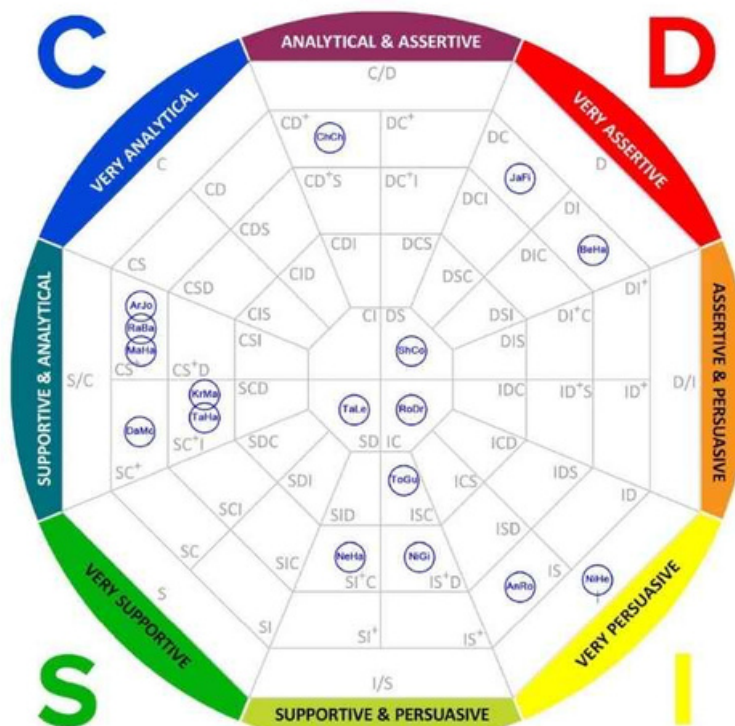 C
D
ANALYTICAL & ASSERTIVE
VERY ANALYTICAL
VERY ASSERTIVE
C/D
CD⁺
ChCh
DC⁺
DC
JaFi
D
C
CD
CD⁺S
DC⁺I
DCI
DI
CDS
CDI
DCS
DIC
BeHa
CS
CSD
CID
DSC
DI⁺
ArJo
CIS
CI
DS
DSI
DI⁺C
RaBa
CSI
DIS
MaHa
ShCo
CS⁺
CS⁺D
S/C
D/I
SUPPORTIVE & ANALYTICAL
ASSERTIVE & PERSUASIVE
KrMa
SCD
IDC
ID⁺S
ID⁺
TaHa
TaLe
RoDr
DaMc
SC⁺I
SDC
SD
IC
ICD
SC⁺
SDI
ToGu
ICS
IDS
ID
SCI
SID
ISC
ISD
SC
SIC
NeHa
NiGi
SI⁺C
IS⁺D
AnRo
IS
NiHe
I
S
SI
SI⁺
IS⁺
VERY SUPPORTIVE
VERY PERSUASIVE
I/S
S
I
SUPPORTIVE & PERSUASIVE